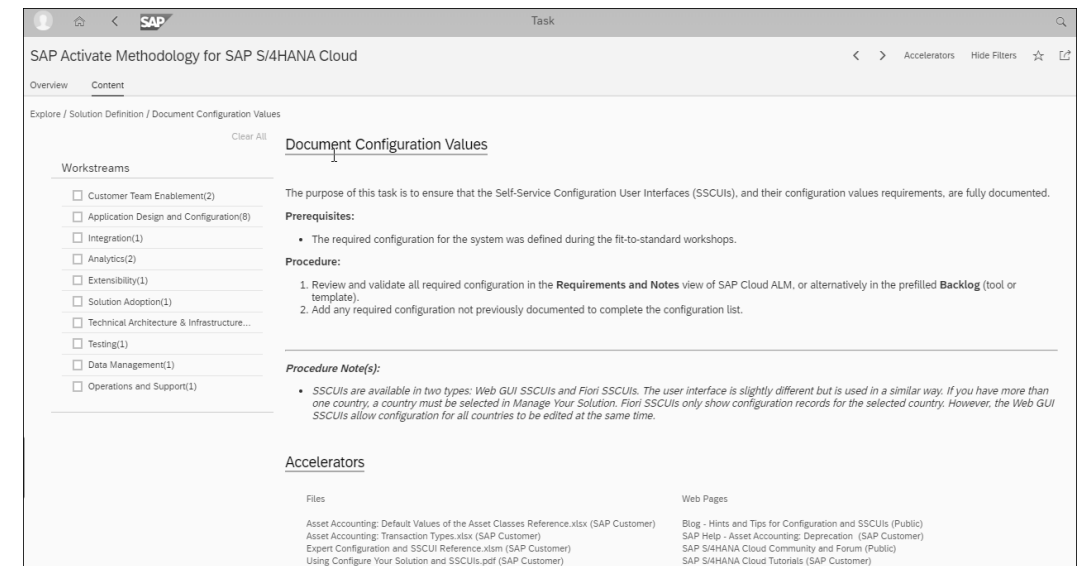 SAP
Task
SAP Activate Methodology for SAP S/4HANA Cloud
Accelerators
Hide Filters
Overview
Content
Explore / Solution Definition / Document Configuration Values
Clear All
Workstreams
Customer Team Enablement(2)
Application Design and Configuration(8)
Integration(1)
Analytics(2)
Extensibility(1)
Solution Adoption(1)
Technical Architecture & Infrastructure...
Testing(1)
Data Management(1)
Operations and Support(1)
Document Configuration Values
The purpose of this task is to ensure that the Self-Service Configuration User Interfaces (SSCUIs), and their configuration values requirements, are fully documented.
Prerequisites:
• The required configuration for the system was defined during the fit-to-standard workshops.
Procedure:
1. Review and validate all required configuration in the Requirements and Notes view of SAP Cloud ALM, or alternatively in the prefilled Backlog (tool or
template).
2. Add any required configuration not previously documented to complete the configuration list.
Procedure Note(s):
• SSCUIs are available in two types: Web GUI SSCUIs and Fiori SSCUIs. The user interface is slightly different but is used in a similar way. If you have more than
one country, a country must be selected in Manage Your Solution. Fiori SSCUIs only show configuration records for the selected country. However, the Web GUI
SSCUIs allow configuration for all countries to be edited at the same time.
Accelerators
Files
Asset Accounting: Default Values of the Asset Classes Reference.xlsx (SAP Customer)
Asset Accounting: Transaction Types.xlsx (SAP Customer)
Expert Configuration and SSCUI Reference.xlsm (SAP Customer)
Using Configure Your Solution and SSCUIs.pdf (SAP Customer)
Web Pages
Blog - Hints and Tips for Configuration and SSCUIs (Public)
SAP Help - Asset Accounting: Deprecation (SAP Customer)
SAP S/4HANA Cloud Community and Forum (Public)
SAP S/4HANA Cloud Tutorials (SAP Customer)